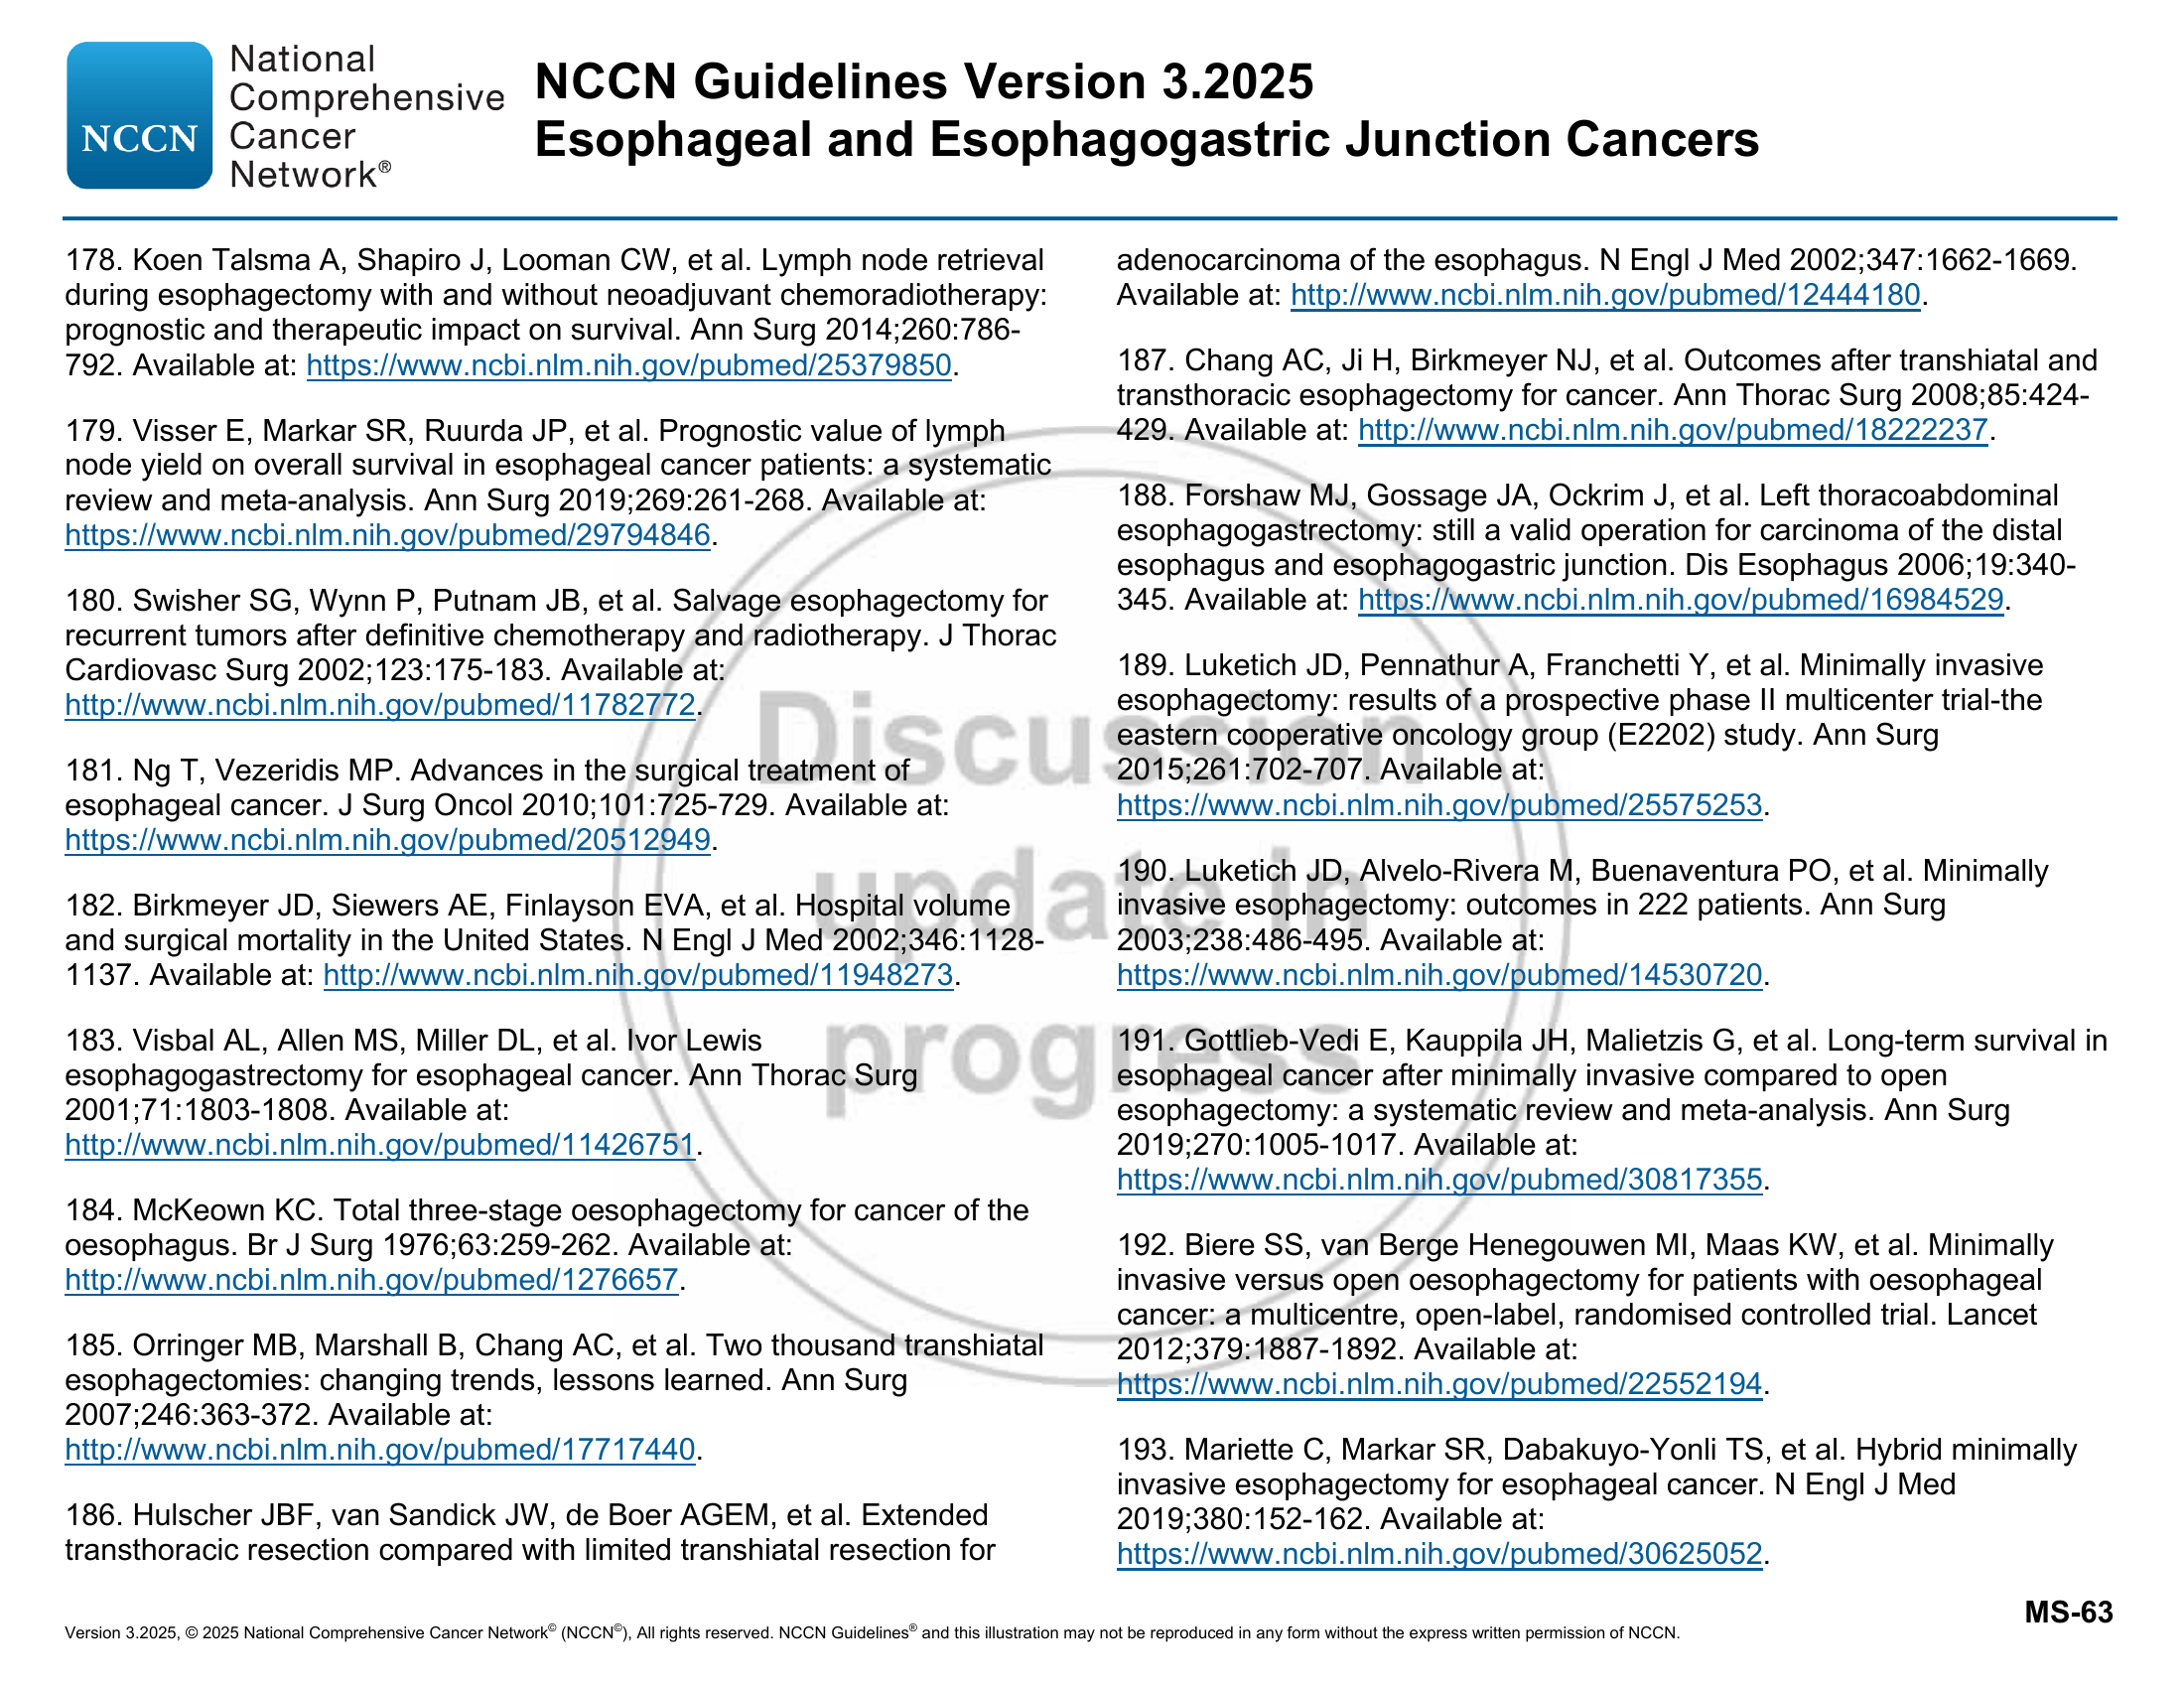 NCCN
National
Comprehensive
Cancer
Network®
NCCN Guidelines Version 3.2025
Esophageal and Esophagogastric Junction Cancers
178. Koen Talsma A, Shapiro J, Looman CW, et al. Lymph node retrieval
during esophagectomy with and without neoadjuvant chemoradiotherapy:
prognostic and therapeutic impact on survival. Ann Surg 2014;260:786-
792. Available at: https://www.ncbi.nlm.nih.gov/pubmed/25379850.
179. Visser E, Markar SR, Ruurda JP, et al. Prognostic value of lymph
node yield on overall survival in esophageal cancer patients: a systematic
review and meta-analysis. Ann Surg 2019;269:261-268. Available at:
https://www.ncbi.nlm.nih.gov/pubmed/29794846.
180. Swisher SG, Wynn P, Putnam JB, et al. Salvage esophagectomy for
recurrent tumors after definitive chemotherapy and radiotherapy. J Thorac
Cardiovasc Surg 2002;123:175-183. Available at:
http://www.ncbi.nlm.nih.gov/pubmed/11782772.
181. Ng T, Vezeridis MP. Advances in the surgical treatment of
esophageal cancer. J Surg Oncol 2010;101:725-729. Available at:
https://www.ncbi.nlm.nih.gov/pubmed/20512949.
182. Birkmeyer JD, Siewers AE, Finlayson EVA, et al. Hospital volume
and surgical mortality in the United States. N Engl J Med 2002;346:1128-
1137. Available at: http://www.ncbi.nlm.nih.gov/pubmed/11948273.
183. Visbal AL, Allen MS, Miller DL, et al. Ivor Lewis
esophagogastrectomy for esophageal cancer. Ann Thorac Surg
2001;71:1803-1808. Available at:
http://www.ncbi.nlm.nih.gov/pubmed/11426751.
184. McKeown KC. Total three-stage oesophagectomy for cancer of the
oesophagus. Br J Surg 1976;63:259-262. Available at:
http://www.ncbi.nlm.nih.gov/pubmed/1276657.
185. Orringer MB, Marshall B, Chang AC, et al. Two thousand transhiatal
esophagectomies: changing trends, lessons learned. Ann Surg
2007;246:363-372. Available at:
http://www.ncbi.nlm.nih.gov/pubmed/17717440.
186. Hulscher JBF, van Sandick JW, de Boer AGEM, et al. Extended
transthoracic resection compared with limited transhiatal resection for
adenocarcinoma of the esophagus. N Engl J Med 2002;347:1662-1669.
Available at: http://www.ncbi.nlm.nih.gov/pubmed/12444180.
187. Chang AC, Ji H, Birkmeyer NJ, et al. Outcomes after transhiatal and
transthoracic esophagectomy for cancer. Ann Thorac Surg 2008;85:424-
429. Available at: http://www.ncbi.nlm.nih.gov/pubmed/18222237.
188. Forshaw MJ, Gossage JA, Ockrim J, et al. Left thoracoabdominal
esophagogastrectomy: still a valid operation for carcinoma of the distal
esophagus and esophagogastric junction. Dis Esophagus 2006;19:340-
345. Available at: https://www.ncbi.nlm.nih.gov/pubmed/16984529.
189. Luketich JD, Pennathur A, Franchetti Y, et al. Minimally invasive
esophagectomy: results of a prospective phase II multicenter trial-the
eastern cooperative oncology group (E2202) study. Ann Surg
2015;261:702-707. Available at:
https://www.ncbi.nlm.nih.gov/pubmed/25575253.
190. Luketich JD, Alvelo-Rivera M, Buenaventura PO, et al. Minimally
invasive esophagectomy: outcomes in 222 patients. Ann Surg
2003;238:486-495. Available at:
https://www.ncbi.nlm.nih.gov/pubmed/14530720.
191. Gottlieb-Vedi E, Kauppila JH, Malietzis G, et al. Long-term survival in
esophageal cancer after minimally invasive compared to open
esophagectomy: a systematic review and meta-analysis. Ann Surg
2019;270:1005-1017. Available at:
https://www.ncbi.nlm.nih.gov/pubmed/30817355.
192. Biere SS, van Berge Henegouwen MI, Maas KW, et al. Minimally
invasive versus open oesophagectomy for patients with oesophageal
cancer: a multicentre, open-label, randomised controlled trial. Lancet
2012;379:1887-1892. Available at:
https://www.ncbi.nlm.nih.gov/pubmed/22552194.
193. Mariette C, Markar SR, Dabakuyo-Yonli TS, et al. Hybrid minimally
invasive esophagectomy for esophageal cancer. N Engl J Med
2019;380:152-162. Available at:
https://www.ncbi.nlm.nih.gov/pubmed/30625052.
Discussion
update in
progress
MS-63
Version 3.2025, © 2025 National Comprehensive Cancer Network© (NCCN©), All rights reserved. NCCN Guidelines® and this illustration may not be reproduced in any form without the express written permission of NCCN.